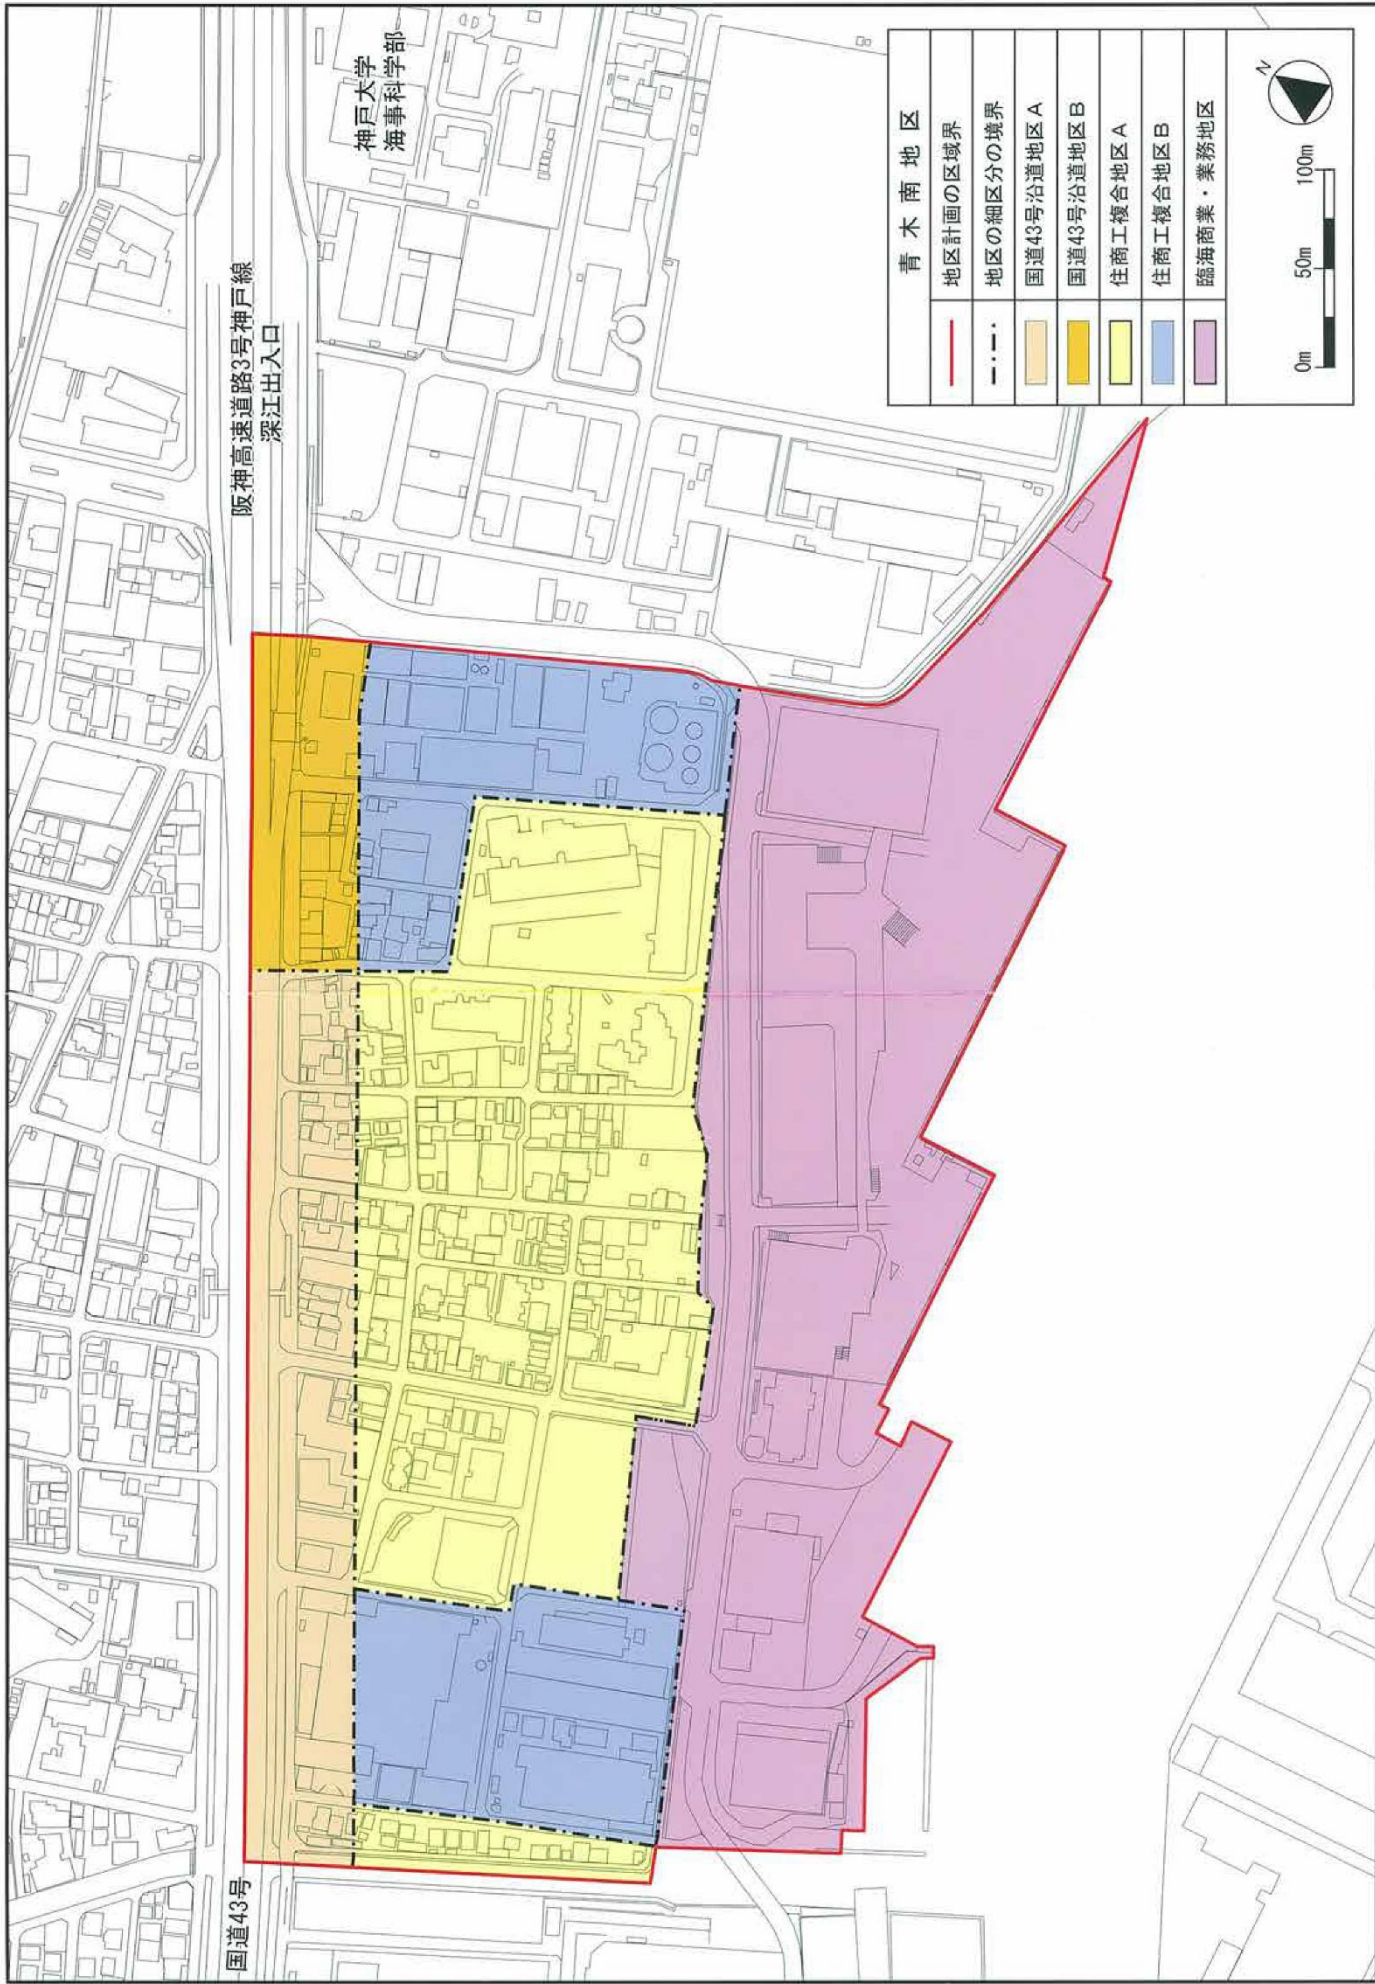 神戸大学
海事科学部
阪神高速道路3号神戸線
深江出入口
国道43号
青木南地区
地区計画の区域界
地区の細区分の境界
国道43号沿道地区A
国道43号沿道地区B
住商工複合地区A
住商工複合地区B
臨海商業・業務地区
N
0m 50m 100m